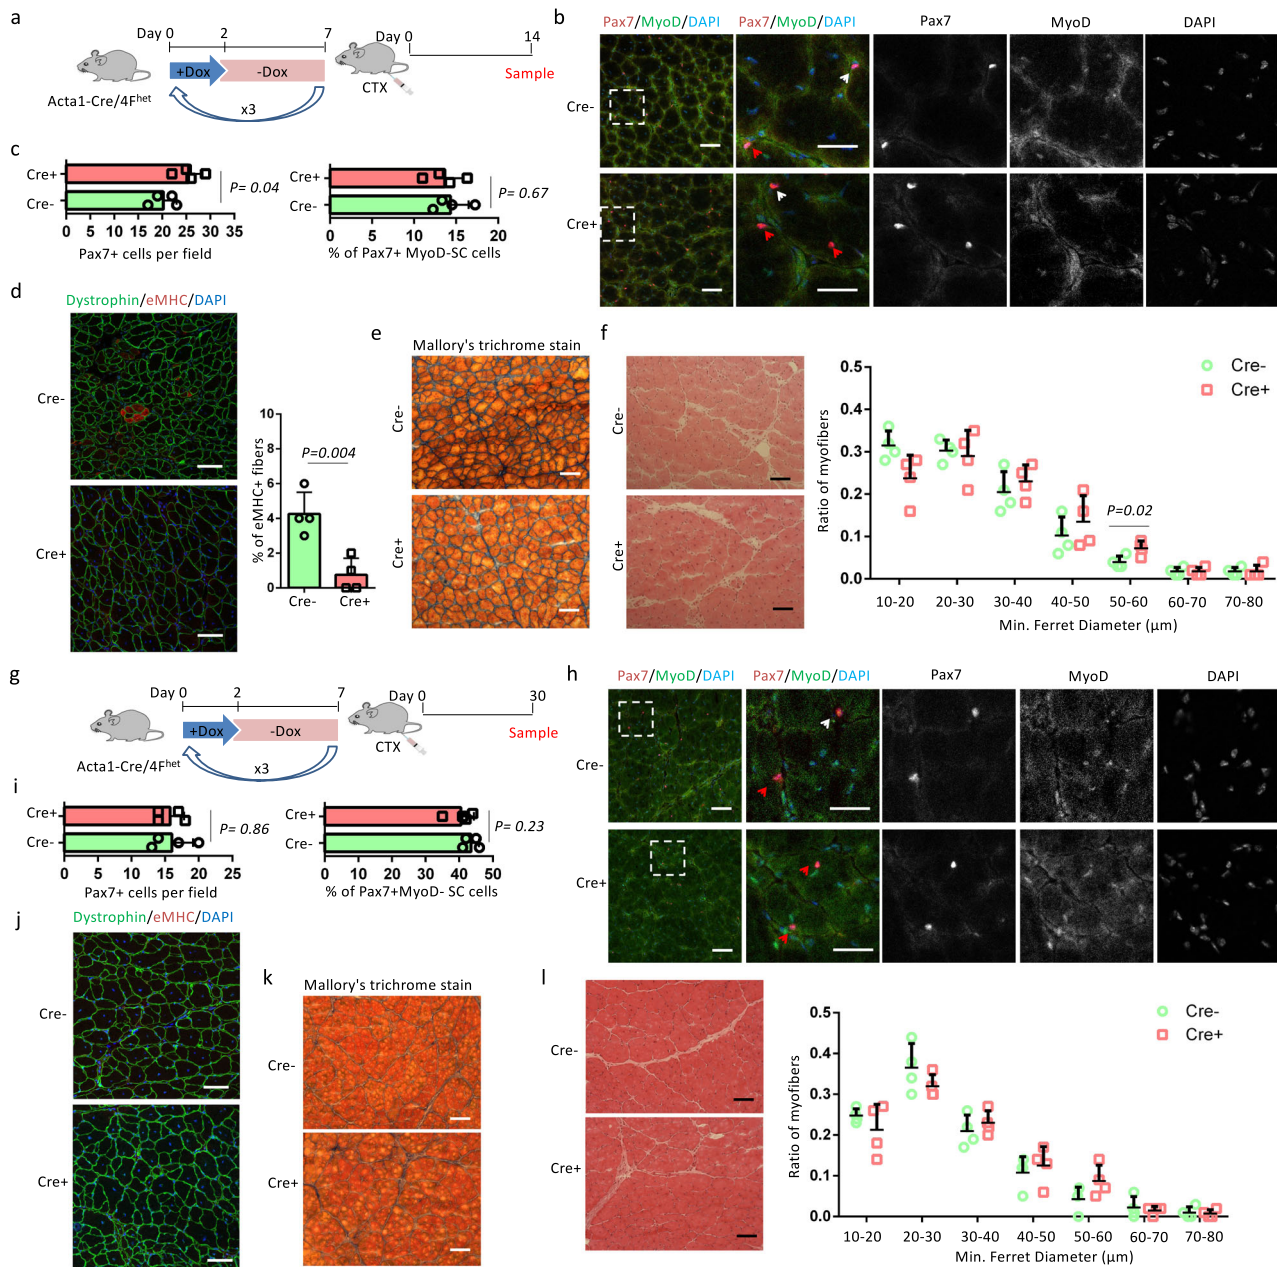 a
Day 0 2 7 Day 0 14
+Dox -Dox
Sample
CTX
Acta1-Cre/4Fhet
x3
b
Pax7/MyoD/DAPI Pax7/MyoD/DAPI Pax7 MyoD DAPI
Cre-
Cre+
c
Cre+
Cre-
P= 0.04
0 5 10 15 20 25 30 35
Pax7+ cells per field
Cre+
Cre-
P= 0.67
0 5 10 15 20
% of Pax7+ MyoD-SC cells
d
Dystrophin/eMHC/DAPI
Cre-
Cre+
10
8
6
4
2
0
% of eMHC+ fibers
P=0.004
Cre- Cre+
e
Mallory's trichrome stain
Cre-
Cre+
f
Cre-
Cre+
0.5
0.4
0.3
0.2
0.1
0.0
Ratio of myofibers
Cre-
Cre+
P=0.02
10-20 20-30 30-40 40-50 50-60 60-70 70-80
Min. Ferret Diameter (μm)
g
Day 0 2 7 Day 0 30
+Dox -Dox
Sample
CTX
Acta1-Cre/4Fhet
x3
h
Pax7/MyoD/DAPI Pax7/MyoD/DAPI Pax7 MyoD DAPI
Cre-
Cre+
i
Cre+
Cre-
P= 0.86
0 5 10 15 20 25
Pax7+ cells per field
Cre+
Cre-
P= 0.23
0 10 20 30 40 50
% of Pax7+MyoD- SC cells
j
Dystrophin/eMHC/DAPI
Cre-
Cre+
k
Mallory's trichrome stain
Cre-
Cre+
l
Cre-
Cre+
0.5
0.4
0.3
0.2
0.1
0.0
Ratio of myofibers
Cre-
Cre+
10-20 20-30 30-40 40-50 50-60 60-70 70-80
Min. Ferret Diameter (μm)